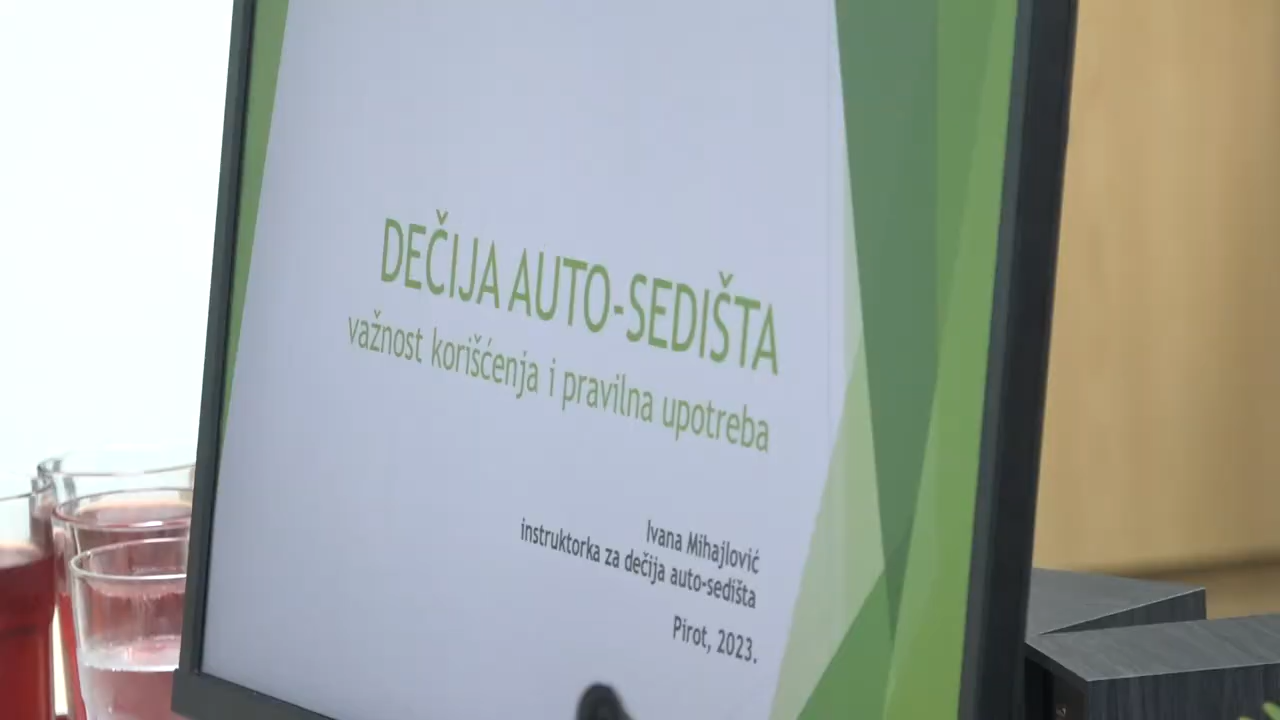 DEČIJA AUTO-SEDIŠTA
važnost korišćenja i pravilna upotreba
Ivana Mihajlović
instruktorka za dečija auto-sedišta
Pirot, 2023.